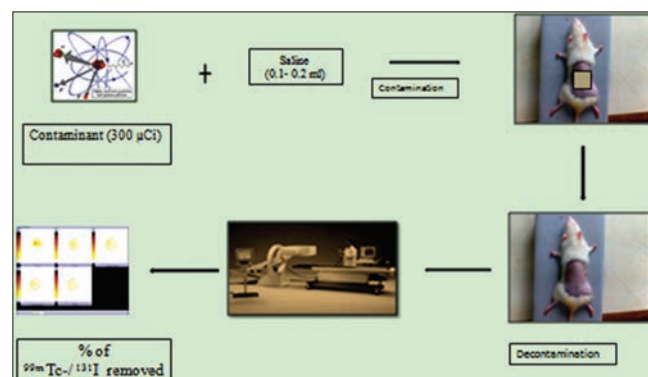 +
Saline
(0.1- 0.2 ml)
Contamination
Contaminant (300 µCi)
Decontamination
% of
⁹⁹ᵐTc-/ ¹³¹I removed